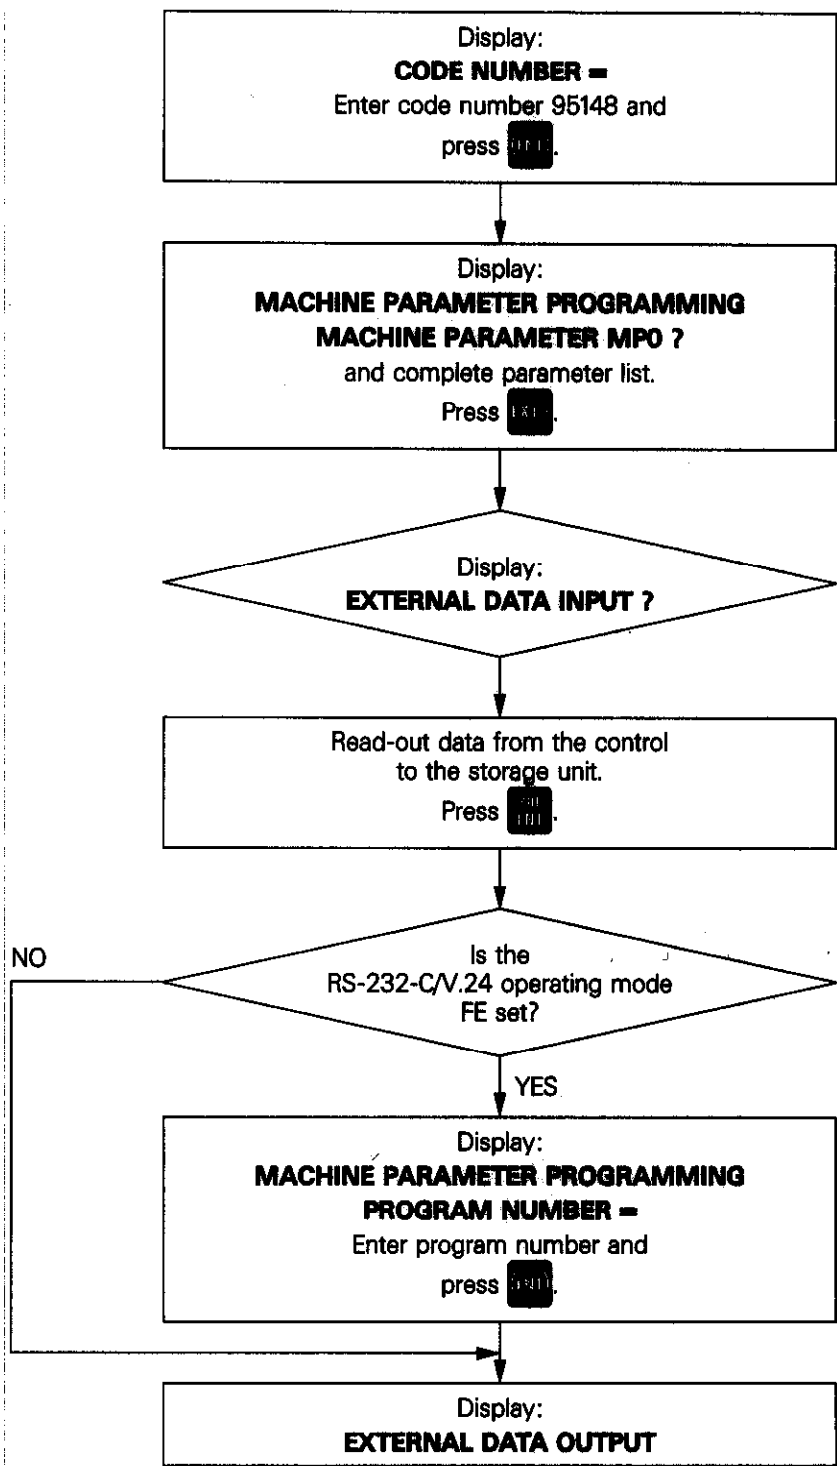 Display:
CODE NUMBER =
Enter code number 95148 and
press .
Display:
MACHINE PARAMETER PROGRAMMING
MACHINE PARAMETER MP0 ?
and complete parameter list.
Press .
Display:
EXTERNAL DATA INPUT ?
Read-out data from the control
to the storage unit.
Press .
NO
Is the
RS-232-C/V.24 operating mode
FE set?
YES
Display:
MACHINE PARAMETER PROGRAMMING
PROGRAM NUMBER =
Enter program number and
press .
Display:
EXTERNAL DATA OUTPUT